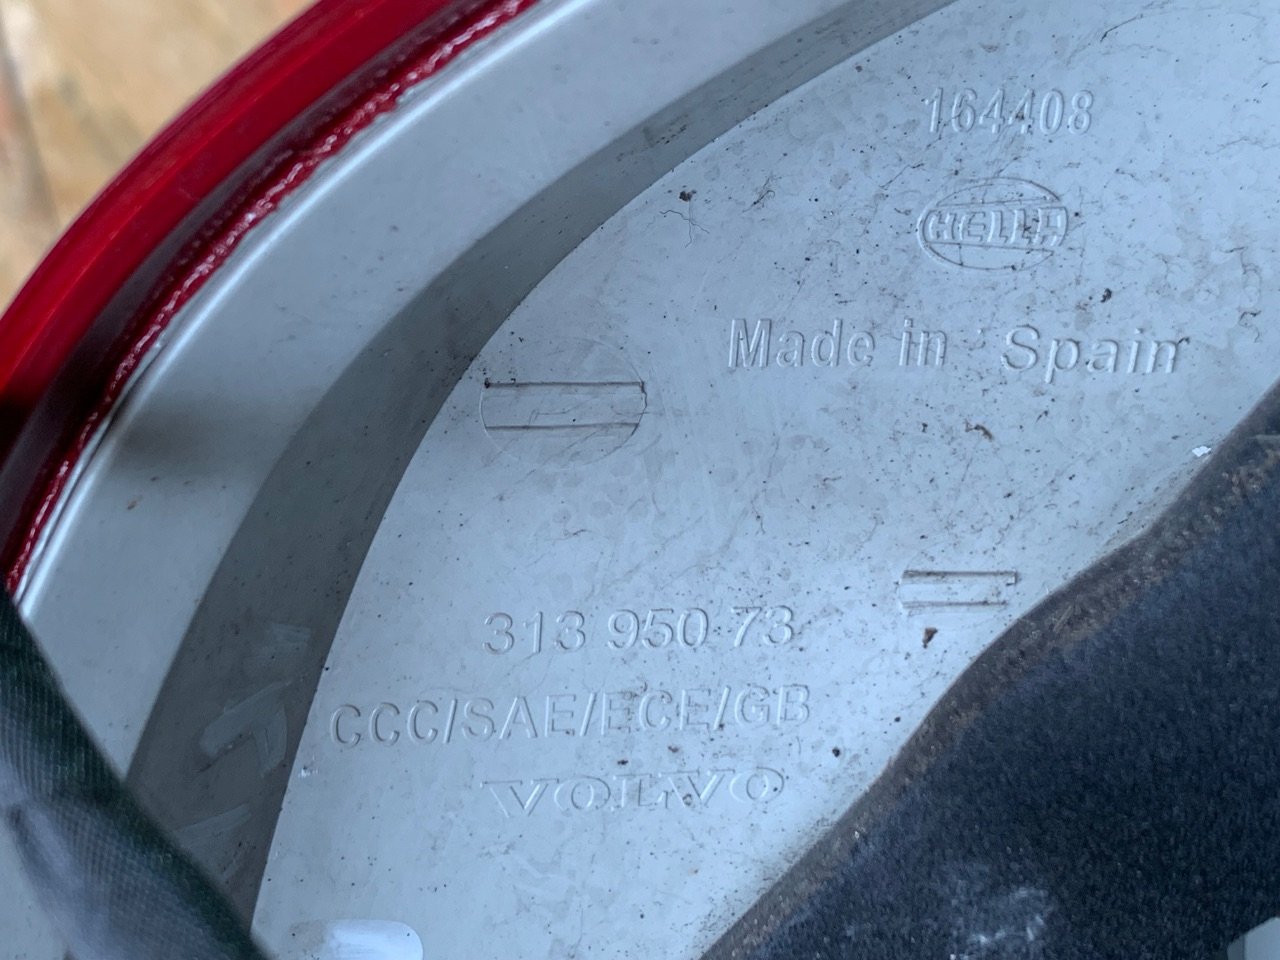 164408
HELLA
Made in Spain
313 950 73
CCC/SAE/ECE/GB
VOLVO